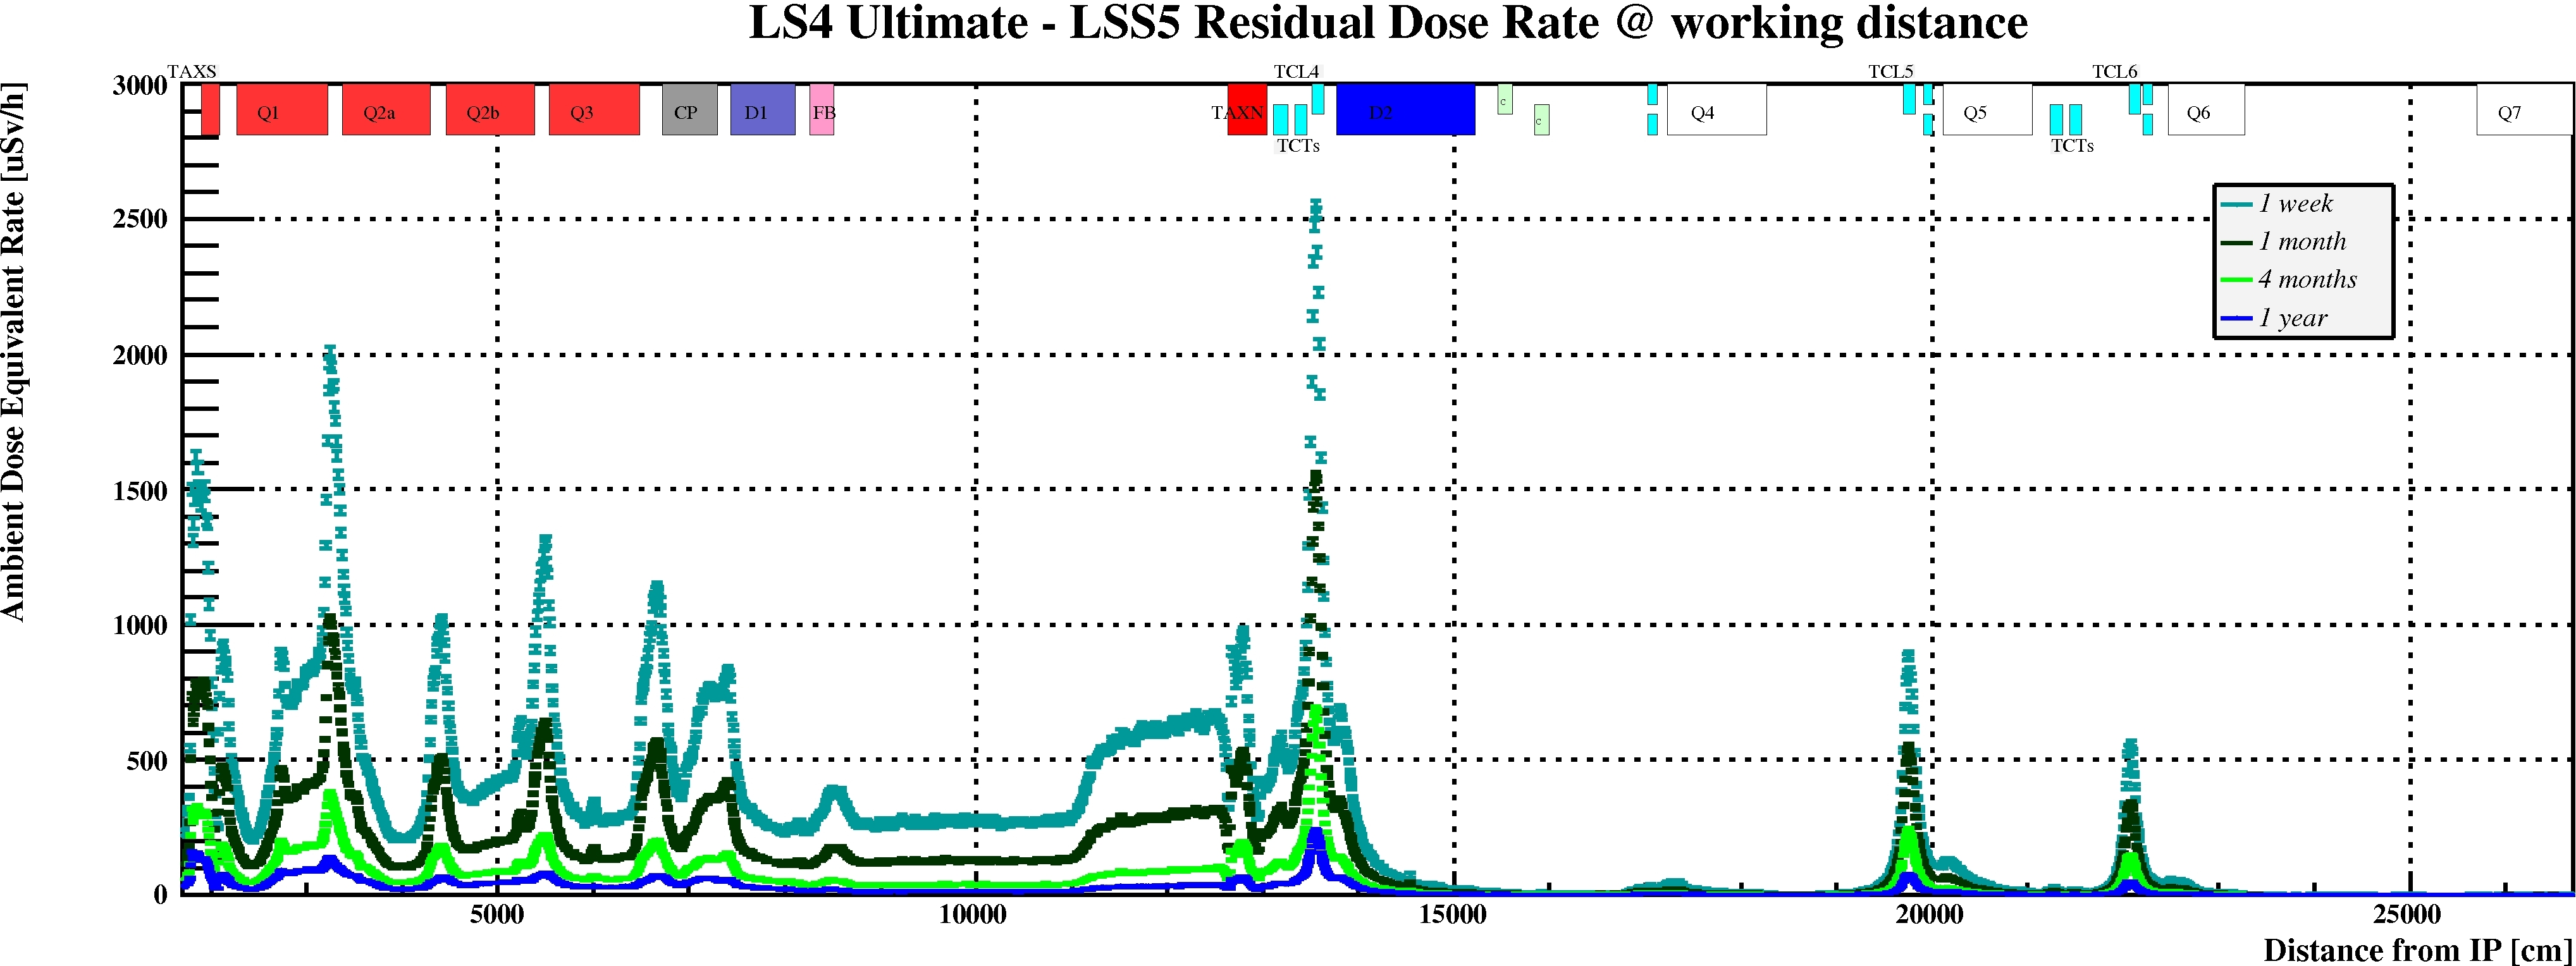 LS4 Ultimate - LSS5 Residual Dose Rate @ working distance
TAXS TCL4 TCL5 TCL6
Q1 Q2a Q2b Q3 CP D1 FB TAXN D2 C C Q4 Q5 Q6 Q7
TCTs TCTs
Ambient Dose Equivalent Rate [uSv/h]
3000
2500
2000
1500
1000
500
0
1 week
1 month
4 months
1 year
5000 10000 15000 20000 25000
Distance from IP [cm]